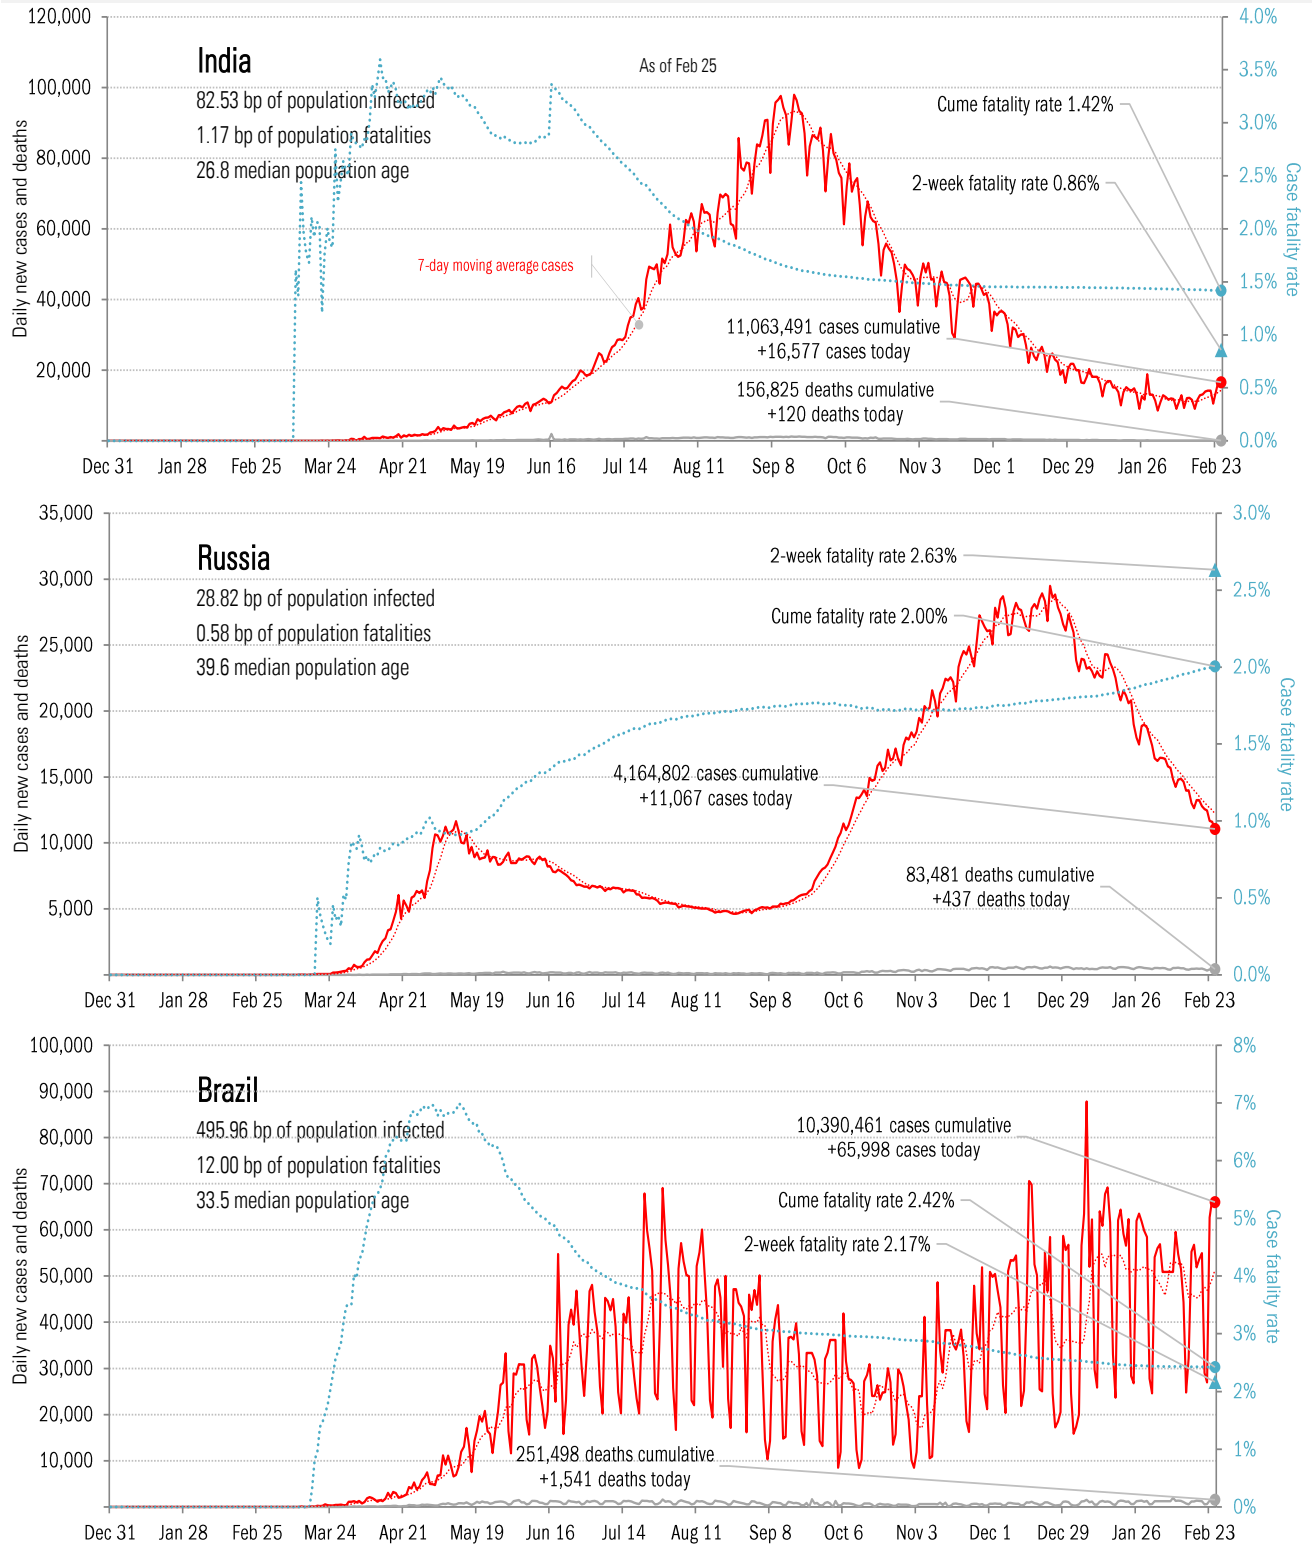 120,000
4.0%
India
As of Feb 25
3.5%
82.53 bp of population infected
100,000
Cume fatality rate 1.42%
1.17 bp of population fatalities
3.0%
80,000
26.8 median population age
2-week fatality rate 0.86%
2.5%
60,000
2.0%
7-day moving average cases
40,000
1.5%
11,063,491 cases cumulative
+16,577 cases today
1.0%
20,000
156,825 deaths cumulative
+120 deaths today
0.5%
0.0%
Daily new cases and deaths
Case fatality rate
Dec 31 Jan 28 Feb 25 Mar 24 Apr 21 May 19 Jun 16 Jul 14 Aug 11 Sep 8 Oct 6 Nov 3 Dec 1 Dec 29 Jan 26 Feb 23
35,000
3.0%
Russia
2-week fatality rate 2.63%
30,000
28.82 bp of population infected
2.5%
Cume fatality rate 2.00%
0.58 bp of population fatalities
25,000
39.6 median population age
2.0%
20,000
1.5%
15,000
4,164,802 cases cumulative
+11,067 cases today
1.0%
10,000
83,481 deaths cumulative
+437 deaths today
0.5%
5,000
0.0%
Daily new cases and deaths
Case fatality rate
Dec 31 Jan 28 Feb 25 Mar 24 Apr 21 May 19 Jun 16 Jul 14 Aug 11 Sep 8 Oct 6 Nov 3 Dec 1 Dec 29 Jan 26 Feb 23
100,000
8%
Brazil
90,000
7%
495.96 bp of population infected
10,390,461 cases cumulative
+65,998 cases today
80,000
12.00 bp of population fatalities
6%
70,000
33.5 median population age
Cume fatality rate 2.42%
60,000
5%
2-week fatality rate 2.17%
50,000
4%
40,000
3%
30,000
2%
20,000
251,498 deaths cumulative
+1,541 deaths today
1%
10,000
0%
Daily new cases and deaths
Case fatality rate
Dec 31 Jan 28 Feb 25 Mar 24 Apr 21 May 19 Jun 16 Jul 14 Aug 11 Sep 8 Oct 6 Nov 3 Dec 1 Dec 29 Jan 26 Feb 23